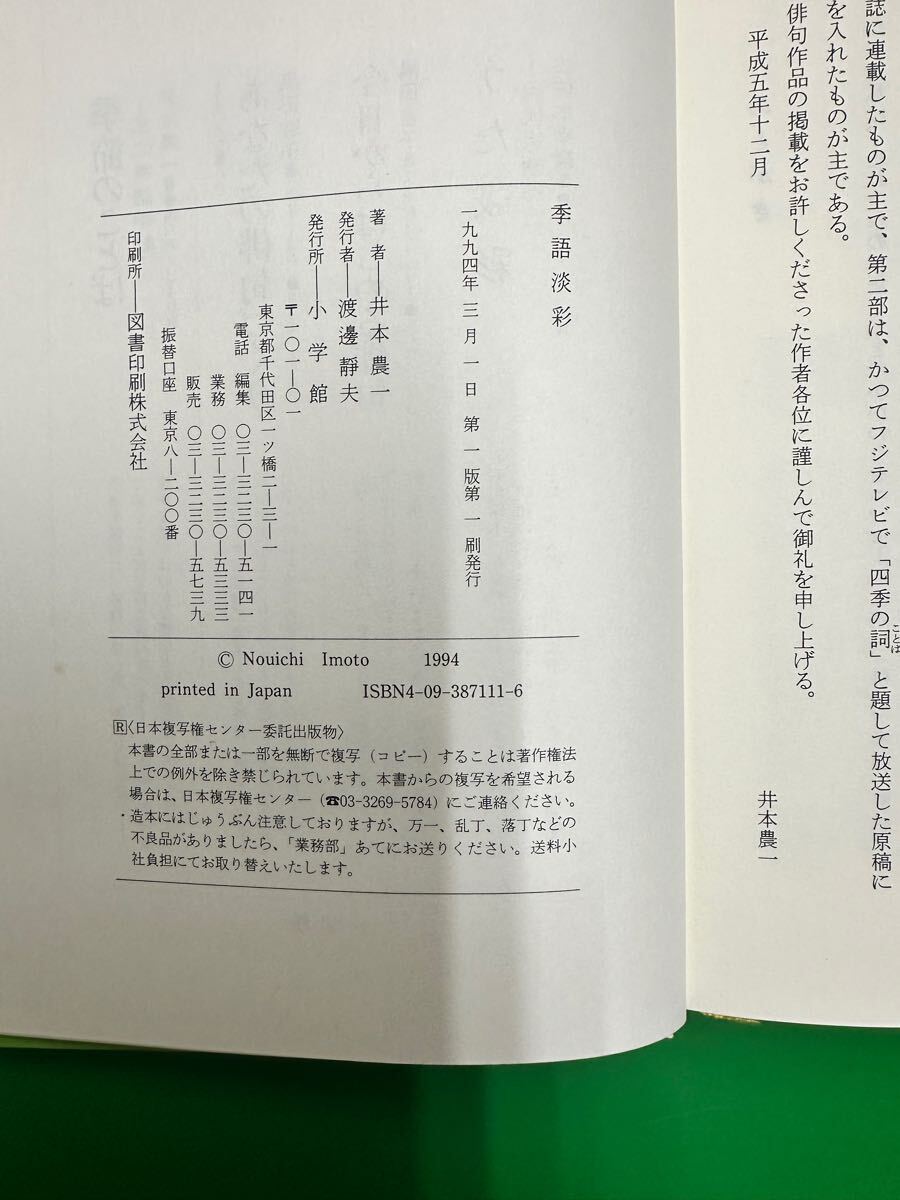 誌に連載したものが主で、第二部は、かつてフジテレビで「四季の詞」と題して放送した原稿に
ことば
を入れたものが主である。
俳句作品の掲載をお許しくださった作者各位に謹しんで御礼を申し上げる。
平成五年十二月
井本農一
季語淡彩
一九九四年三月一日 第一版第一刷発行
著 者──井本農一
発行者──渡邊靜夫
発行所──小学館
〒一〇一─〇一
東京都千代田区一ッ橋二─三─一
電話 編集 〇三─三二三〇─五一四一
業務 〇三─三二三〇─五三三三
販売 〇三─三二三〇─五七三九
振替口座 東京八─二〇〇番
印刷所──図書印刷株式会社
© Nouichi Imoto 1994
printed in Japan ISBN4-09-387111-6
R〈日本複写権センター委託出版物〉
本書の全部または一部を無断で複写(コピー)することは著作権法
上での例外を除き禁じられています。本書からの複写を希望される
場合は、日本複写権センター(☎03-3269-5784)にご連絡ください。
・造本にはじゅうぶん注意しておりますが、万一、乱丁、落丁などの
不良品がありましたら、「業務部」あてにお送りください。送料小
社負担にてお取り替えいたします。